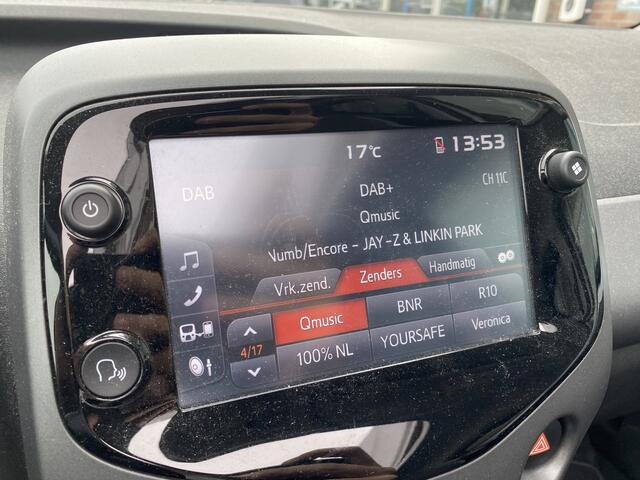 17°C 13:53
DAB DAB+ CH 11C
Qmusic
Numb/Encore - JAY -Z & LINKIN PARK
Vrk.zend. Zenders Handmatig
Qmusic BNR R10
4/17
100% NL YOURSAFE Veronica